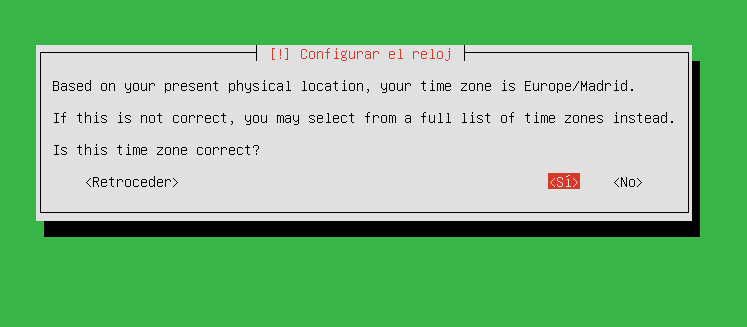 [!] Configurar el reloj
Based on your present physical location, your time zone is Europe/Madrid.
If this is not correct, you may select from a full list of time zones instead.
Is this time zone correct?
<Retroceder> <Sí> <No>